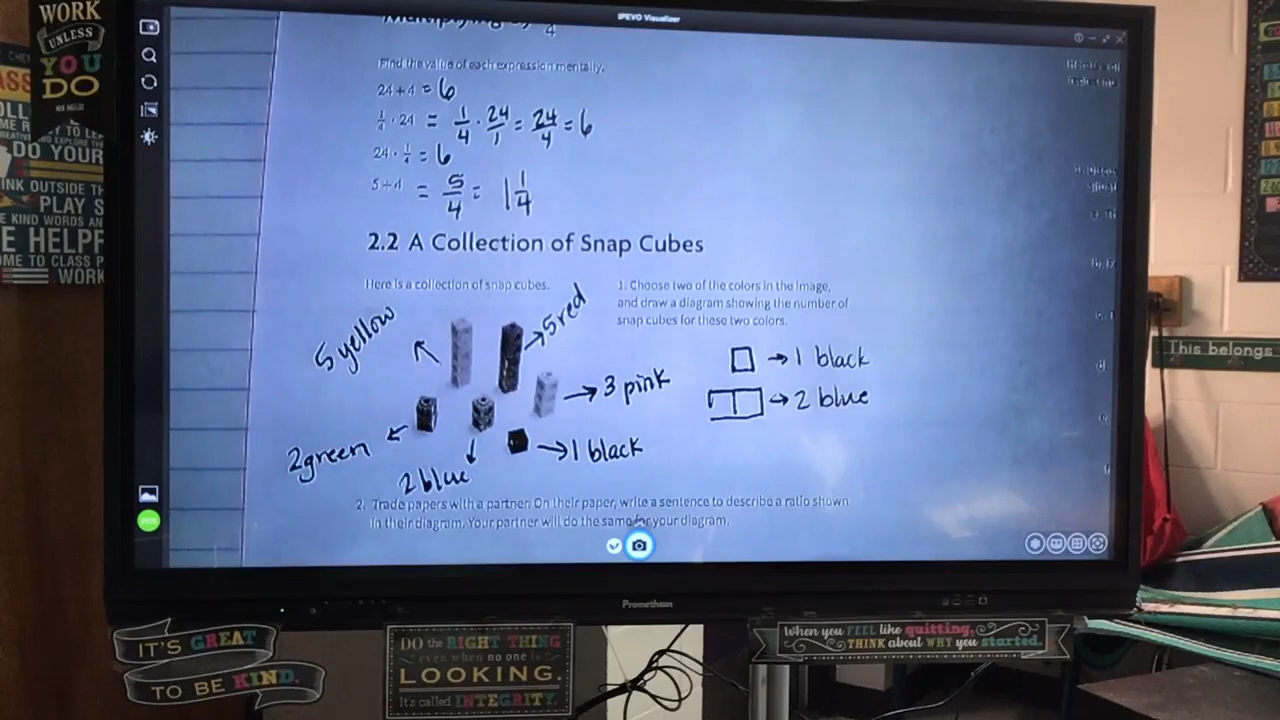 IPEVO Visualizer
Find the value of each expression mentally.
24 ÷ 4 = 6
1/4 · 24 = 1/4 · 24/1 = 24/4 = 6
24 · 1/4 = 6
5 ÷ 4 = 5/4 = 1 1/4
2.2 A Collection of Snap Cubes
Here is a collection of snap cubes.
5 yellow
5 red
3 pink
2 green
2 blue
1 black
1. Choose two of the colors in the image,
and draw a diagram showing the number of
snap cubes for these two colors.
1 black
2 blue
2. Trade papers with a partner. On their paper, write a sentence to describe a ratio shown
in their diagram. Your partner will do the same for your diagram.
Promethean
WORK
UNLESS
YOU
DO
DO YOUR
INK OUTSIDE TH
PLAY S
E KIND WORDS AN
E HELPF
OME TO CLASS P
WORK
This belongs
IT'S GREAT
TO BE KIND.
DO the RIGHT THING
even when no one is
LOOKING.
It's called INTEGRITY.
When you FEEL like quitting,
THINK about WHY you started.